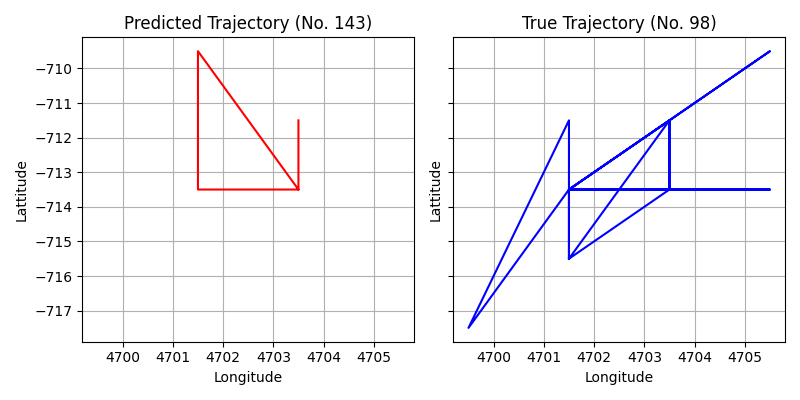 Predicted Trajectory (No. 143)
Lattitude
−710
−711
−712
−713
−714
−715
−716
−717
4700 4701 4702 4703 4704 4705
Longitude
True Trajectory (No. 98)
Lattitude
4700 4701 4702 4703 4704 4705
Longitude